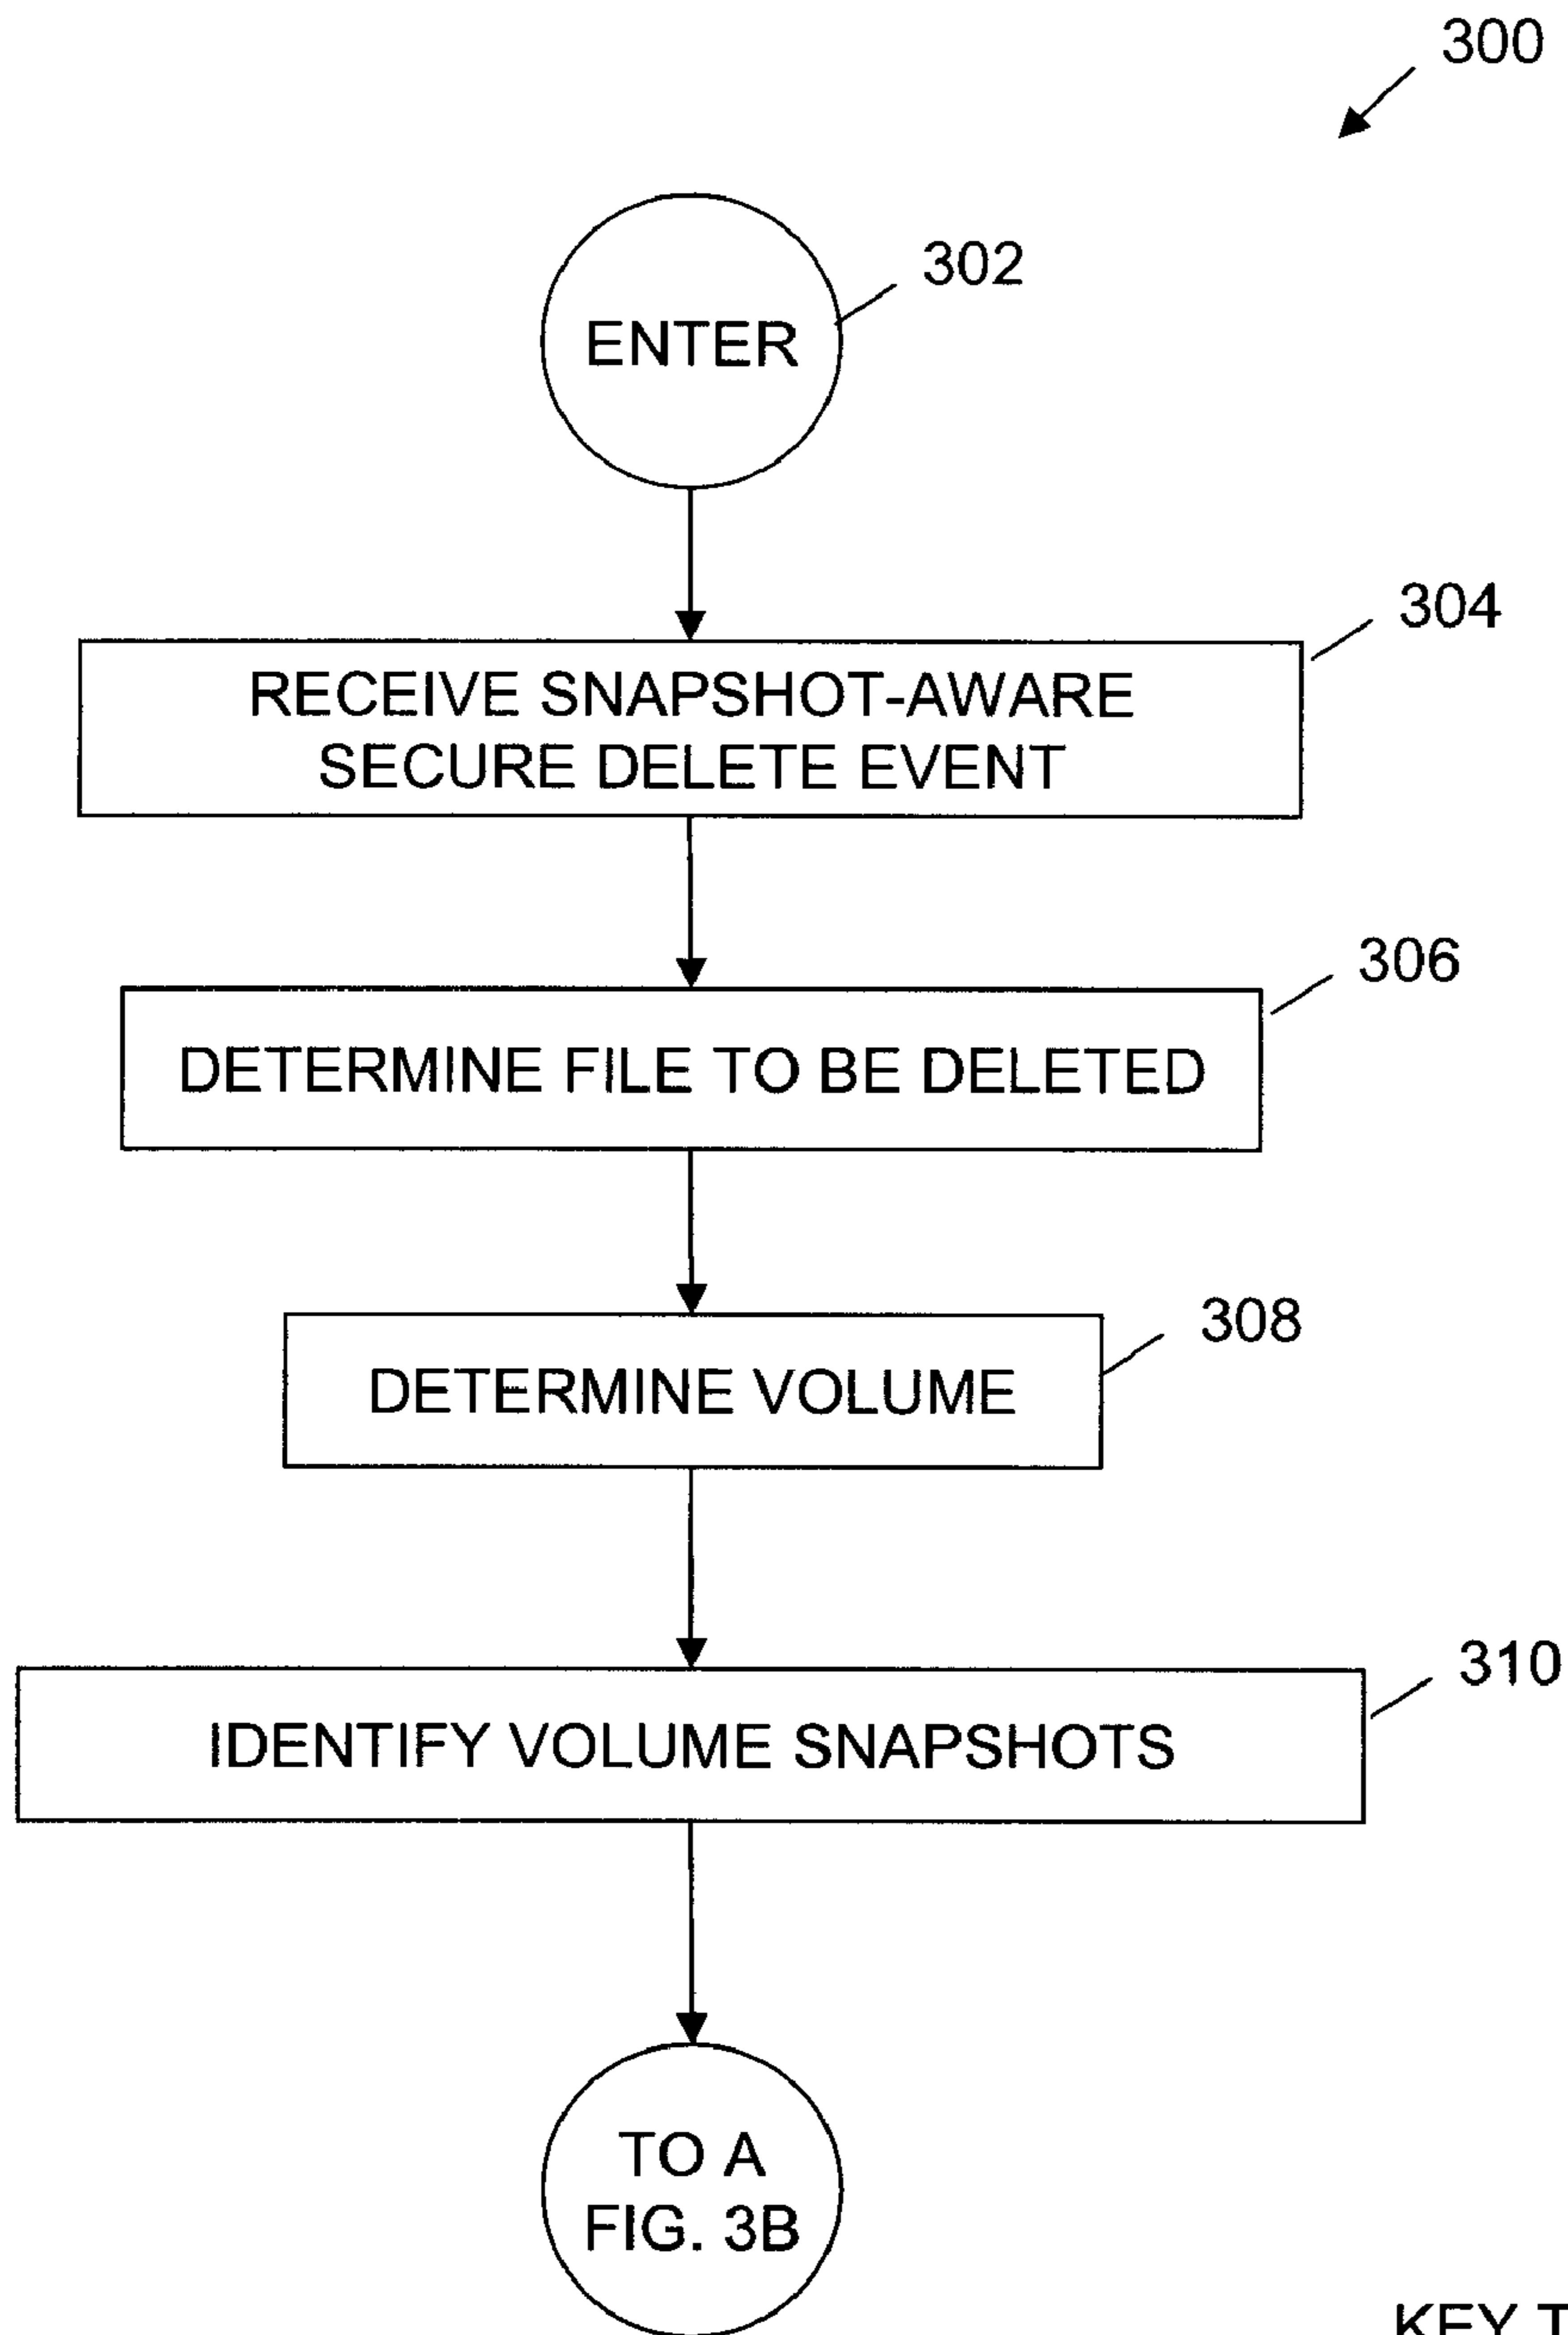 300
302
ENTER
304
RECEIVE SNAPSHOT-AWARE
SECURE DELETE EVENT
306
DETERMINE FILE TO BE DELETED
308
DETERMINE VOLUME
310
IDENTIFY VOLUME SNAPSHOTS
TO A
FIG. 3B
KEY